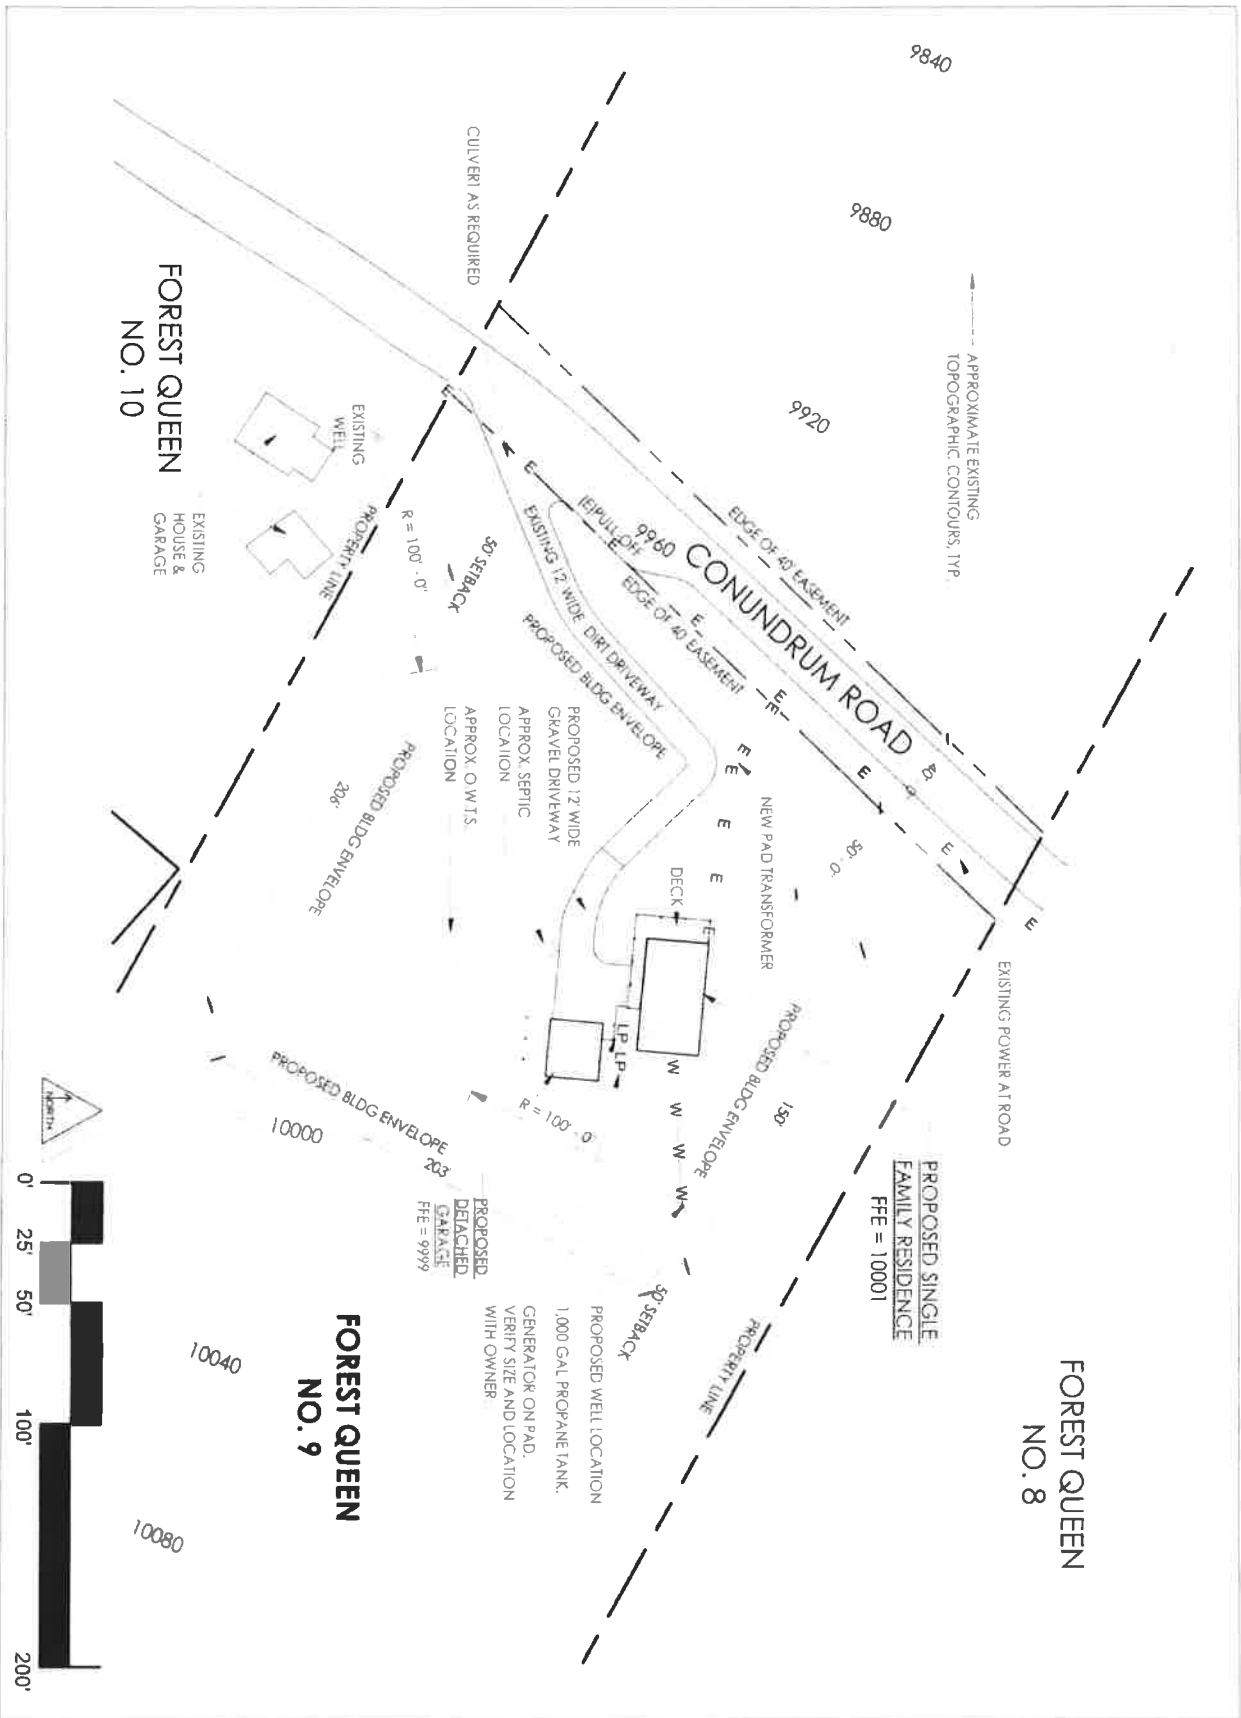 FOREST QUEEN
NO. 8
PROPOSED SINGLE
FAMILY RESIDENCE
FFE = 10001
EXISTING POWER AT ROAD
APPROXIMATE EXISTING
TOPOGRAPHIC CONTOURS, TYP.
9840
9880
9920
9960
CONUNDRUM ROAD
EDGE OF 40' EASEMENT
EDGE OF 40' EASEMENT
(E)PULL-OFF
EXISTING 12' WIDE DIRT DRIVEWAY
PROPOSED BLDG ENVELOPE
CULVERT AS REQUIRED
NEW PAD TRANSFORMER
DECK
50'-0"
PROPOSED BLDG ENVELOPE
150'
PROPERTY LINE
50' SETBACK
PROPOSED WELL LOCATION
1,000 GAL PROPANE TANK.
GENERATOR ON PAD.
VERIFY SIZE AND LOCATION
WITH OWNER
PROPOSED
DETACHED
GARAGE
FFE = 9999
R = 100' - 0"
LP LP
W W W W W
E E E E E E E E E E E E E E
PROPOSED 12' WIDE
GRAVEL DRIVEWAY
APPROX. SEPTIC
LOCATION
APPROX. O.W.T.S.
LOCATION
50' SETBACK
R = 100' - 0"
PROPERTY LINE
EXISTING
WELL
EXISTING
HOUSE &
GARAGE
FOREST QUEEN
NO. 10
PROPOSED BLDG ENVELOPE
206'
PROPOSED BLDG ENVELOPE
203'
10000
10040
10080
FOREST QUEEN
NO. 9
NORTH
0' 25' 50' 100' 200'